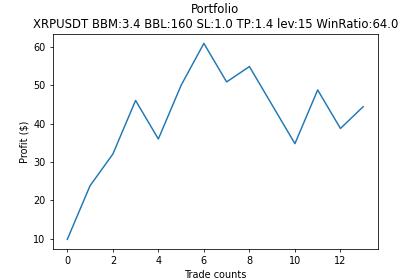 Portfolio
XRPUSDT BBM:3.4 BBL:160 SL:1.0 TP:1.4 lev:15 WinRatio:64.0
60
50
40
30
20
10
Profit ($)
0 2 4 6 8 10 12
Trade counts